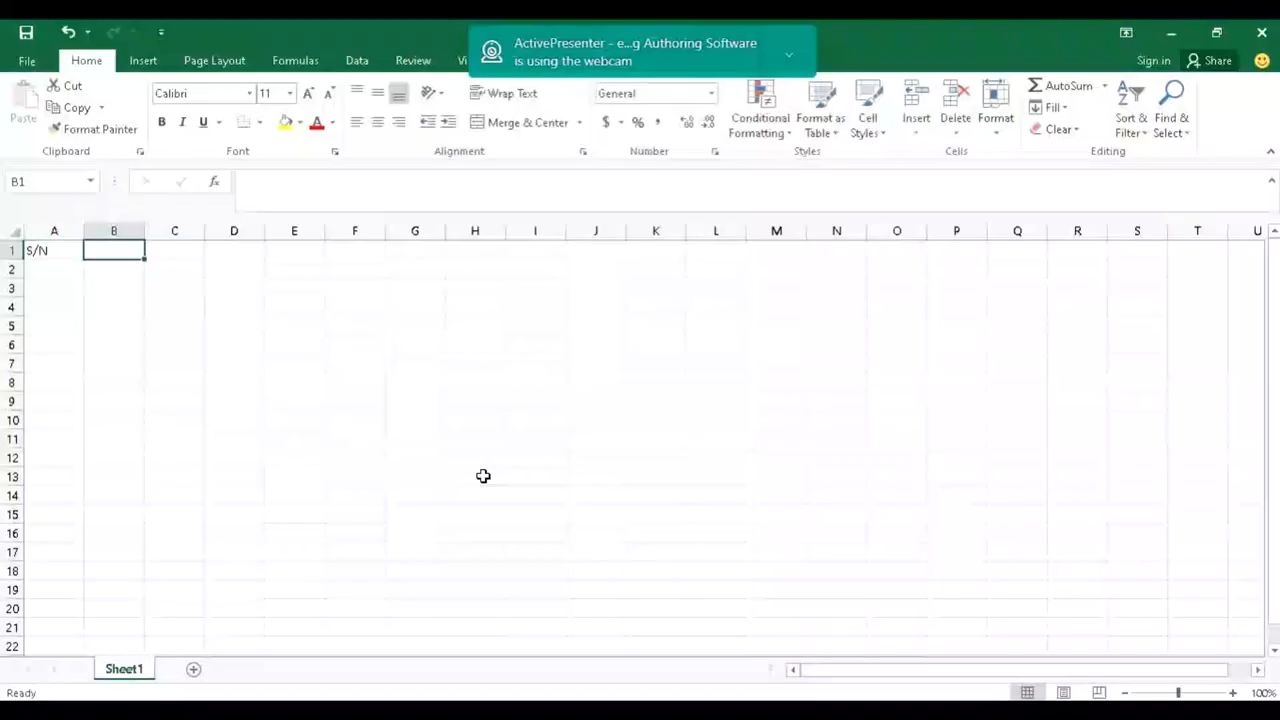 ActivePresenter - e...g Authoring Software
is using the webcam
File Home Insert Page Layout Formulas Data Review Vi Sign in Share
Paste Cut Copy Format Painter
Calibri 11 B I U A
Wrap Text
Merge & Center
General
$ % ,
Conditional Formatting Format as Table Cell Styles
Insert Delete Format
AutoSum Fill Clear
Sort & Filter Find & Select
Clipboard Font Alignment Number Styles Cells Editing
B1 fx
A B C D E F G H I J K L M N O P Q R S T U
1 S/N
2
3
4
5
6
7
8
9
10
11
12
13
14
15
16
17
18
19
20
21
22
Sheet1
Ready 100%